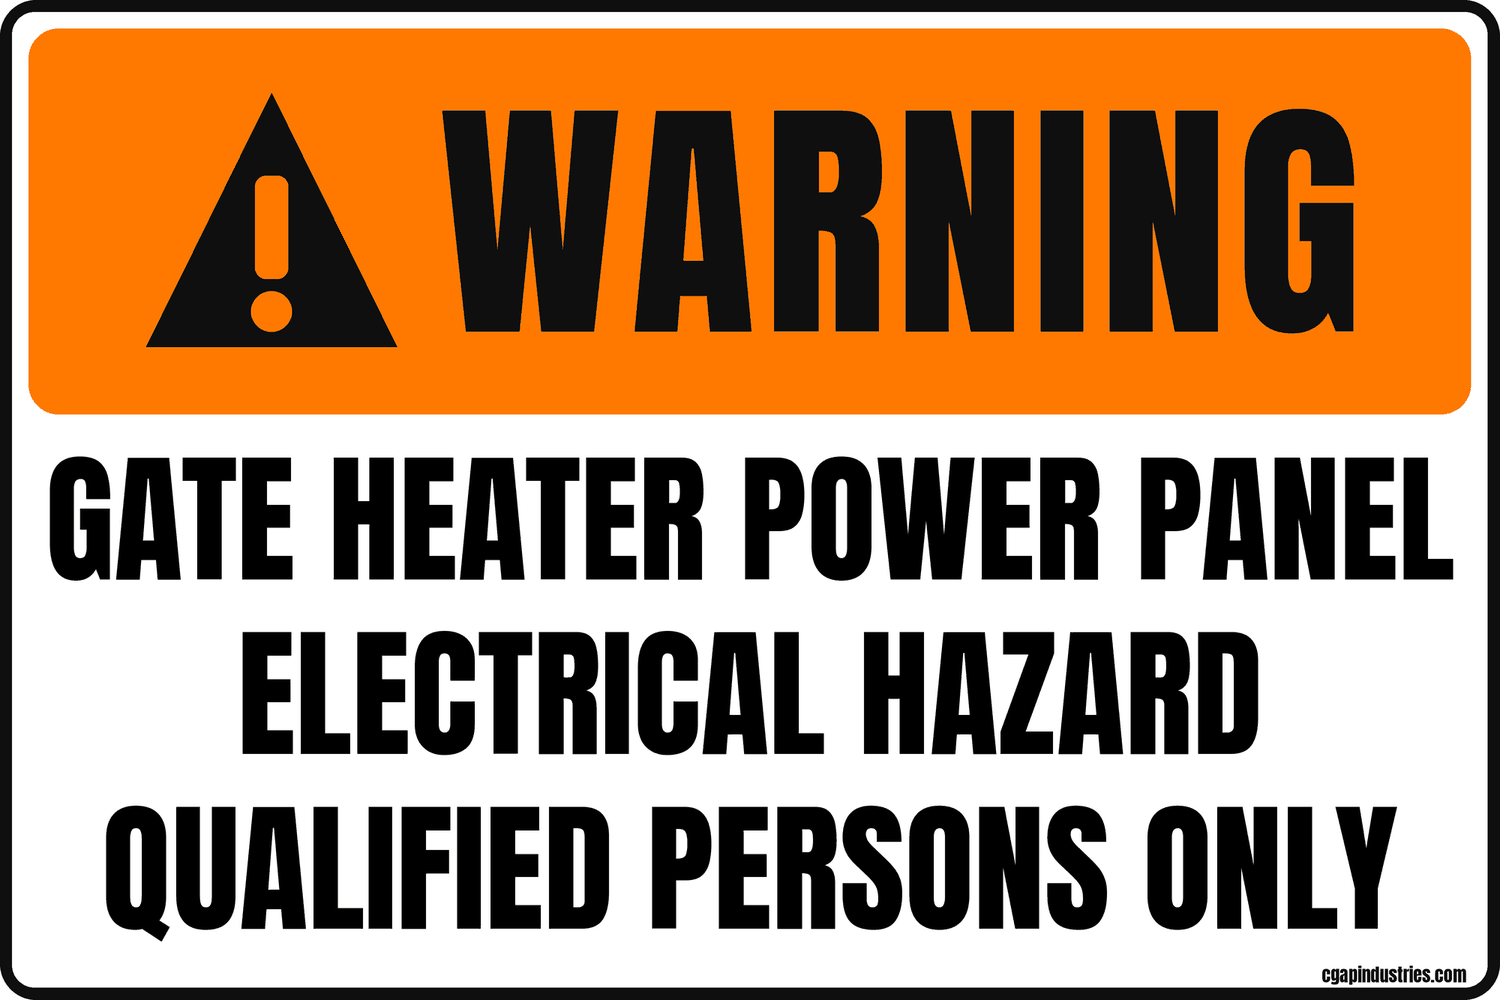 WARNING
GATE HEATER POWER PANEL
ELECTRICAL HAZARD
QUALIFIED PERSONS ONLY
cgapindustries.com